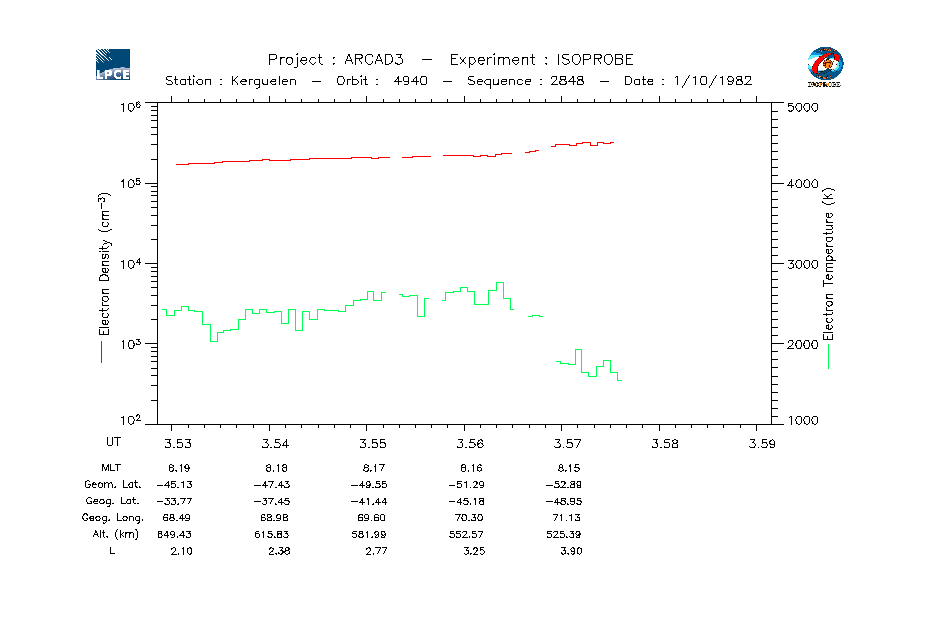 LPCE
Project : ARCAD3 – Experiment : ISOPROBE
Station : Kerguelen – Orbit : 4940 – Sequence : 2848 – Date : 1/10/1982
ISOPROBE
10⁶
10⁵
10⁴
10³
10²
Electron Density (cm⁻³)
5000
4000
3000
2000
1000
Electron Temperature (K)
UT 3.53 3.54 3.55 3.56 3.57 3.58 3.59
MLT 8.19 8.18 8.17 8.16 8.15
Geom. Lat. −45.13 −47.43 −49.55 −51.29 −52.89
Geog. Lat. −33.77 −37.45 −41.44 −45.18 −48.95
Geog. Long. 68.49 68.98 69.60 70.30 71.13
Alt. (km) 649.43 615.83 581.99 552.57 525.39
L 2.10 2.38 2.77 3.25 3.90